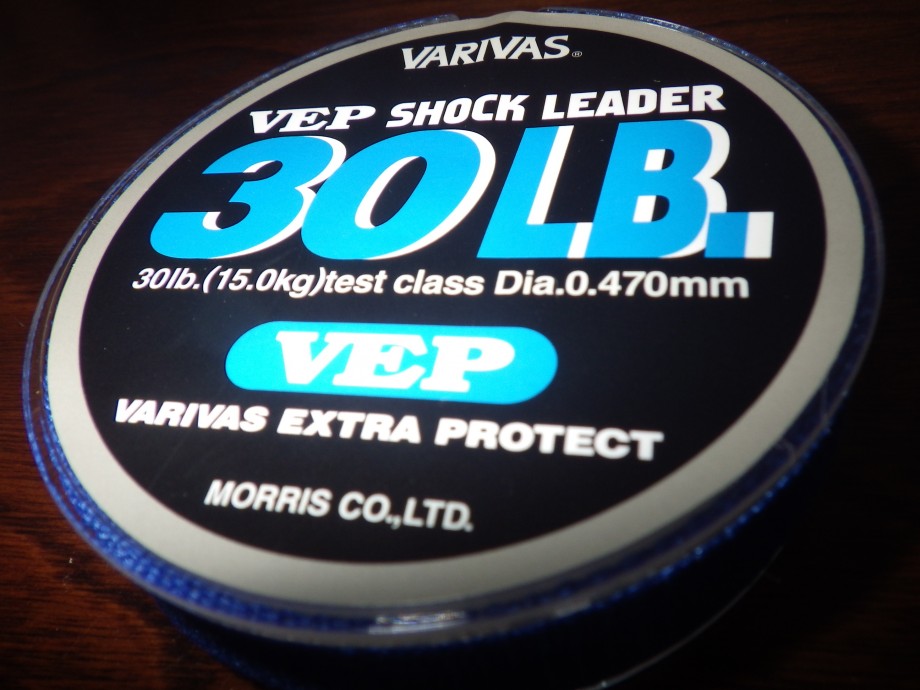 VARIVAS®
VEP SHOCK LEADER
30LB.
30lb.(15.0kg)test class Dia.0.470mm
VEP
VARIVAS EXTRA PROTECT
MORRIS CO.,LTD.